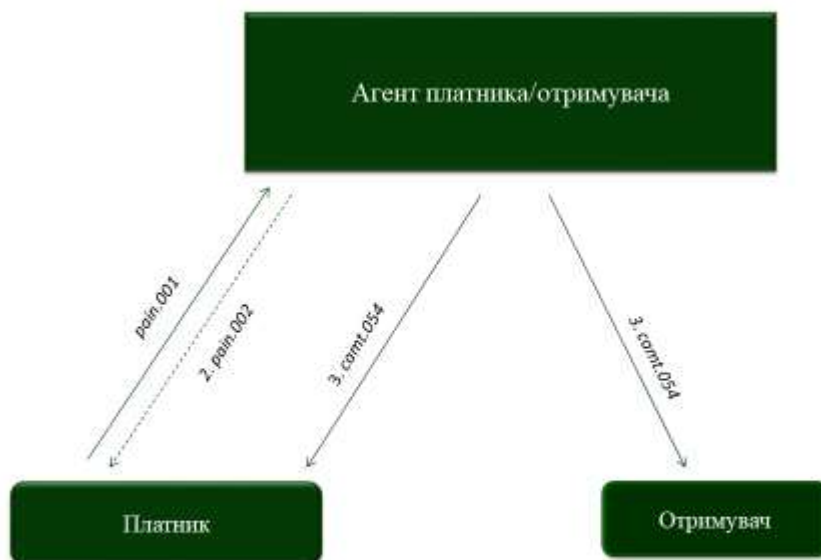 Агент платника/отримувача
pain.001
2. pain.002
3. camt.054
3. camt.054
Платник
Отримувач